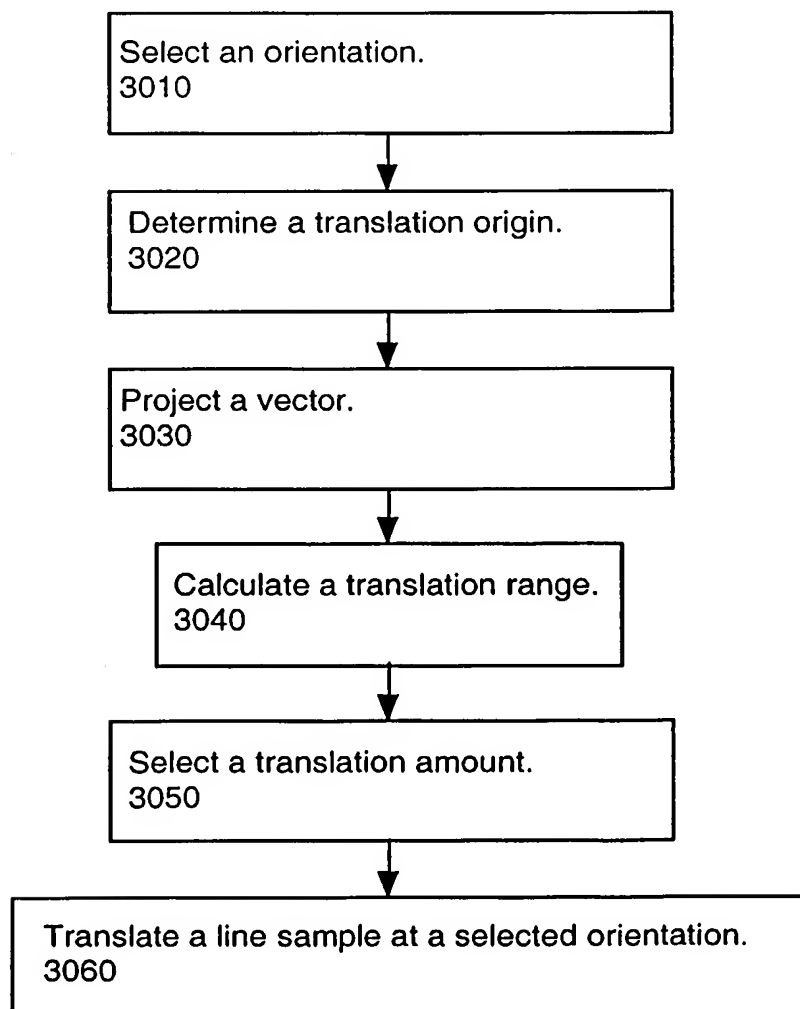 Select an orientation.
3010
Determine a translation origin.
3020
Project a vector.
3030
Calculate a translation range.
3040
Select a translation amount.
3050
Translate a line sample at a selected orientation.
3060